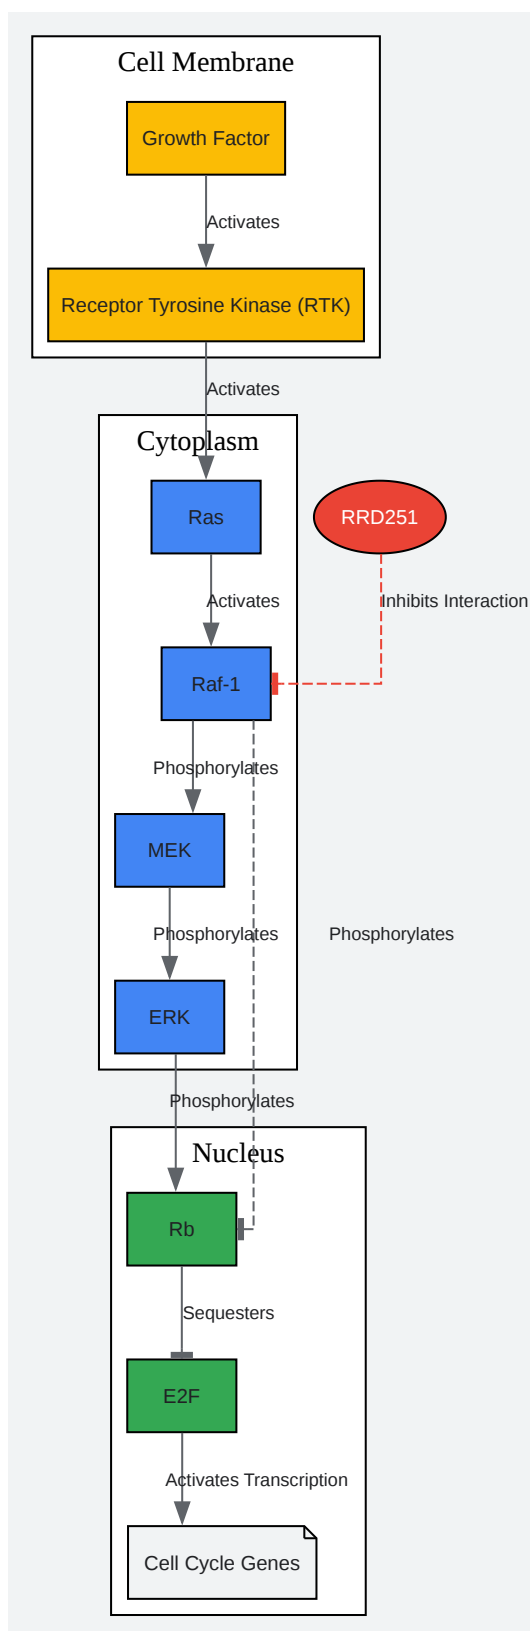 Cell Membrane
Growth Factor
Activates
Receptor Tyrosine Kinase (RTK)
Activates
Cytoplasm
Ras
RRD251
Activates
Inhibits Interaction
Raf-1
Phosphorylates
MEK
Phosphorylates
Phosphorylates
ERK
Phosphorylates
Nucleus
Rb
Sequesters
E2F
Activates Transcription
Cell Cycle Genes